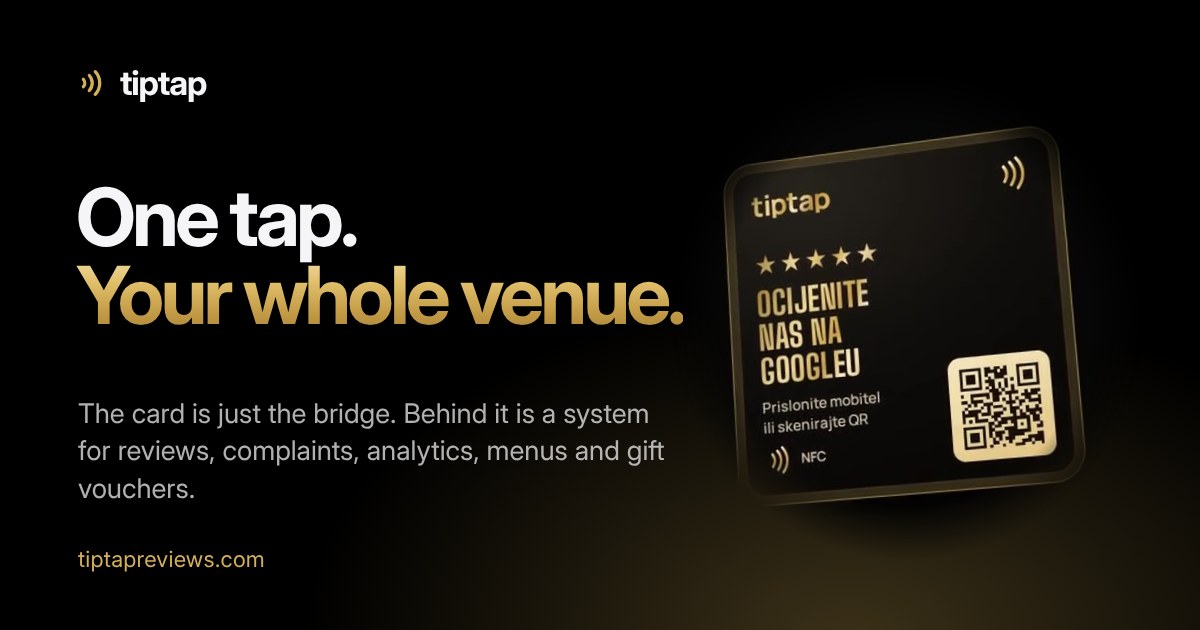 tiptap
One tap.
Your whole venue.
The card is just the bridge. Behind it is a system
for reviews, complaints, analytics, menus and gift
vouchers.
tiptapreviews.com
tiptap
OCIJENITE
NAS NA
GOOGLEU
Prislonite mobitel
ili skenirajte QR
NFC